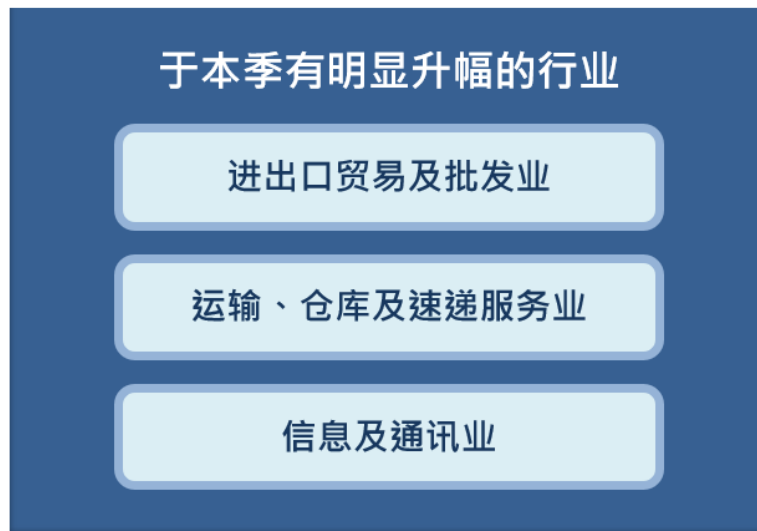 于本季有明显升幅的行业
进出口贸易及批发业
运输、仓库及速递服务业
信息及通讯业